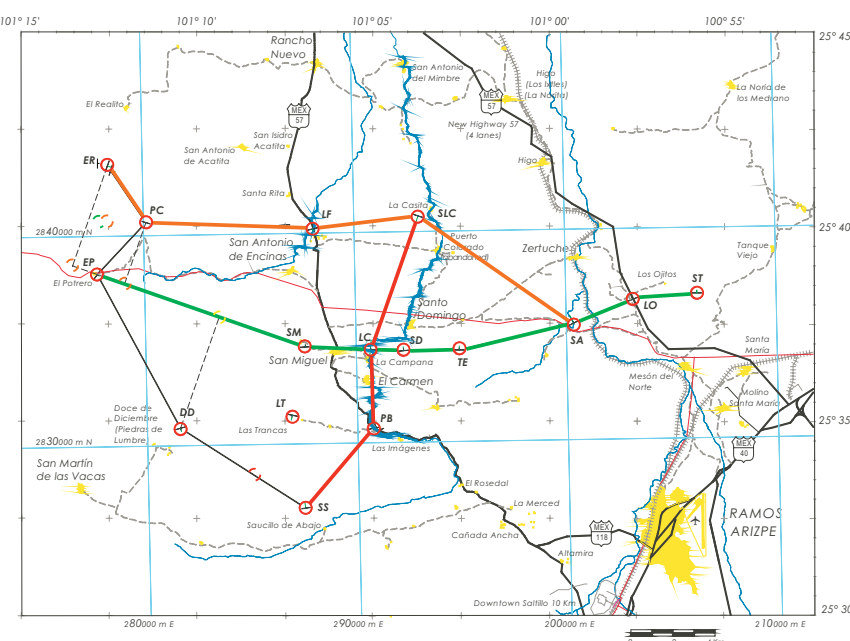 101° 15'
101° 10'
101° 05'
101° 00'
100° 55'
25° 45
Rancho
Nuevo
San Antonio
del Mimbre
Higo
(Los Ixtles)
(La Norita)
La Noria de
los Mediano
El Realito
MEX
57
MEX
57
New Highway 57
(4 lanes)
San Isidro
Acatita
San Antonio
de Acatita
Higo
ER
Santa Rita
PC
LF
La Casita
SLC
2840000 m N
25° 40
San Antonio
de Encinas
Puerto
Colorado
(abandoned)
Zertuche
Tanque
Viejo
EP
El Potrero
Los Ojitos
ST
LO
Santo
Domingo
SM
LC
SD
TE
SA
San Miguel
La Campana
Santa
María
Mesón del
Norte
El Carmen
Molino
Santa María
Doce de
Diciembre
(Piedras de
Lumbre)
DD
LT
Las Trancas
PB
25° 35
2830000 m N
Las Imágenes
MEX
40
San Martín
de las Vacas
El Rosedal
SS
La Merced
RAMOS
ARIZPE
Saucillo de Abajo
Cañada Ancha
MEX
118
Altamira
Downtown Saltillo 10 Km
25° 30
280000 m E
290000 m E
200000 m E
210000 m E